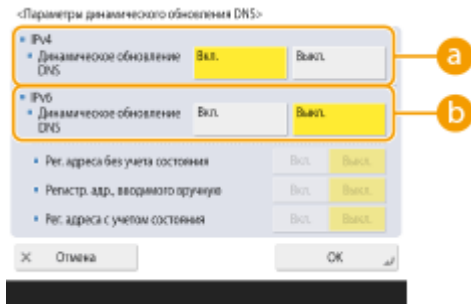 <Параметры динамического обновления DNS>
IPv4
Динамическое обновление Вкл. Выкл.
DNS
a
IPv6
Динамическое обновление Вкл. Выкл.
DNS
b
Рег. адреса без учета состояния Вкл. Выкл.
Регистр. адр., вводимого вручную Вкл. Выкл.
Рег. адреса с учетом состояния Вкл. Выкл.
× Отмена OK